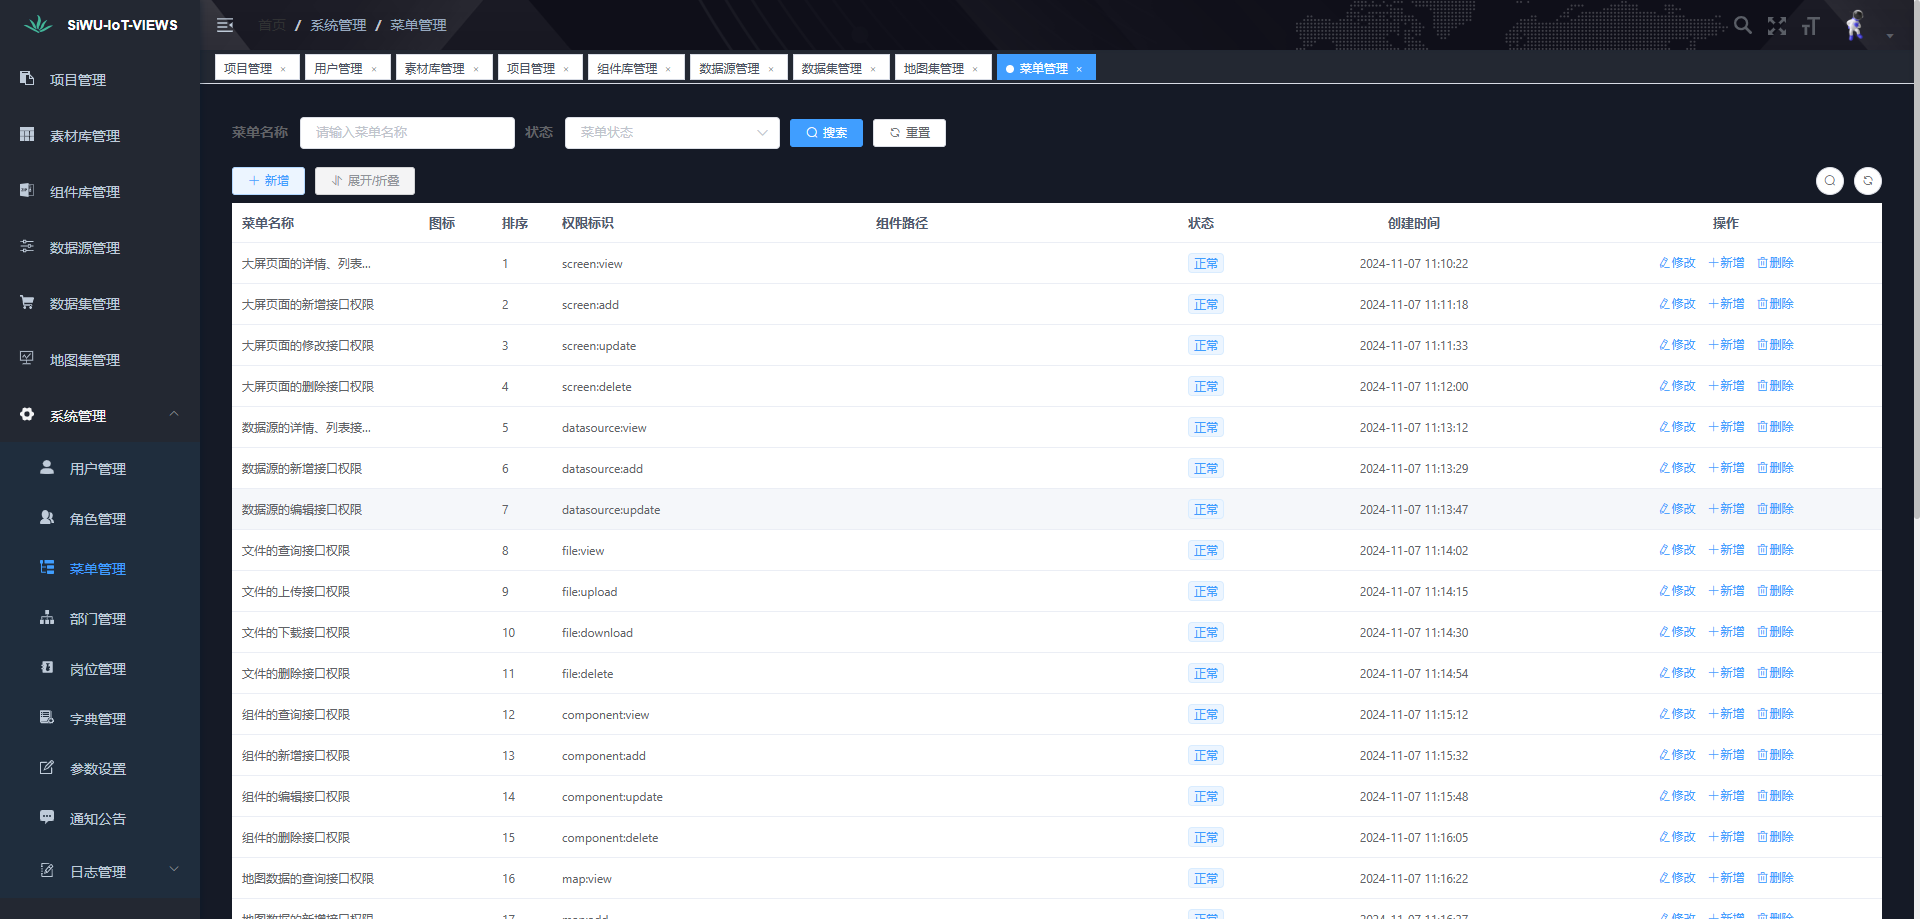 SiWU-IoT-VIEWS
首页 / 系统管理 / 菜单管理
项目管理
素材库管理
组件库管理
数据源管理
数据集管理
地图集管理
系统管理
用户管理
角色管理
菜单管理
部门管理
岗位管理
字典管理
参数设置
通知公告
日志管理
项目管理 × 用户管理 × 素材库管理 × 项目管理 × 组件库管理 × 数据源管理 × 数据集管理 × 地图集管理 × 菜单管理 ×
菜单名称 请输入菜单名称 状态 菜单状态 搜索 重置
新增 展开/折叠
菜单名称 图标 排序 权限标识 组件路径 状态 创建时间 操作
大屏页面的详情、列表... 1 screen:view 正常 2024-11-07 11:10:22 修改 新增 删除
大屏页面的新增接口权限 2 screen:add 正常 2024-11-07 11:11:18 修改 新增 删除
大屏页面的修改接口权限 3 screen:update 正常 2024-11-07 11:11:33 修改 新增 删除
大屏页面的删除接口权限 4 screen:delete 正常 2024-11-07 11:12:00 修改 新增 删除
数据源的详情、列表接... 5 datasource:view 正常 2024-11-07 11:13:12 修改 新增 删除
数据源的新增接口权限 6 datasource:add 正常 2024-11-07 11:13:29 修改 新增 删除
数据源的编辑接口权限 7 datasource:update 正常 2024-11-07 11:13:47 修改 新增 删除
文件的查询接口权限 8 file:view 正常 2024-11-07 11:14:02 修改 新增 删除
文件的上传接口权限 9 file:upload 正常 2024-11-07 11:14:15 修改 新增 删除
文件的下载接口权限 10 file:download 正常 2024-11-07 11:14:30 修改 新增 删除
文件的删除接口权限 11 file:delete 正常 2024-11-07 11:14:54 修改 新增 删除
组件的查询接口权限 12 component:view 正常 2024-11-07 11:15:12 修改 新增 删除
组件的新增接口权限 13 component:add 正常 2024-11-07 11:15:32 修改 新增 删除
组件的编辑接口权限 14 component:update 正常 2024-11-07 11:15:48 修改 新增 删除
组件的删除接口权限 15 component:delete 正常 2024-11-07 11:16:05 修改 新增 删除
地图数据的查询接口权限 16 map:view 正常 2024-11-07 11:16:22 修改 新增 删除
地图数据的新增接口权限 17 map:add 正常 2024-11-07 11:16:37 修改 新增 删除